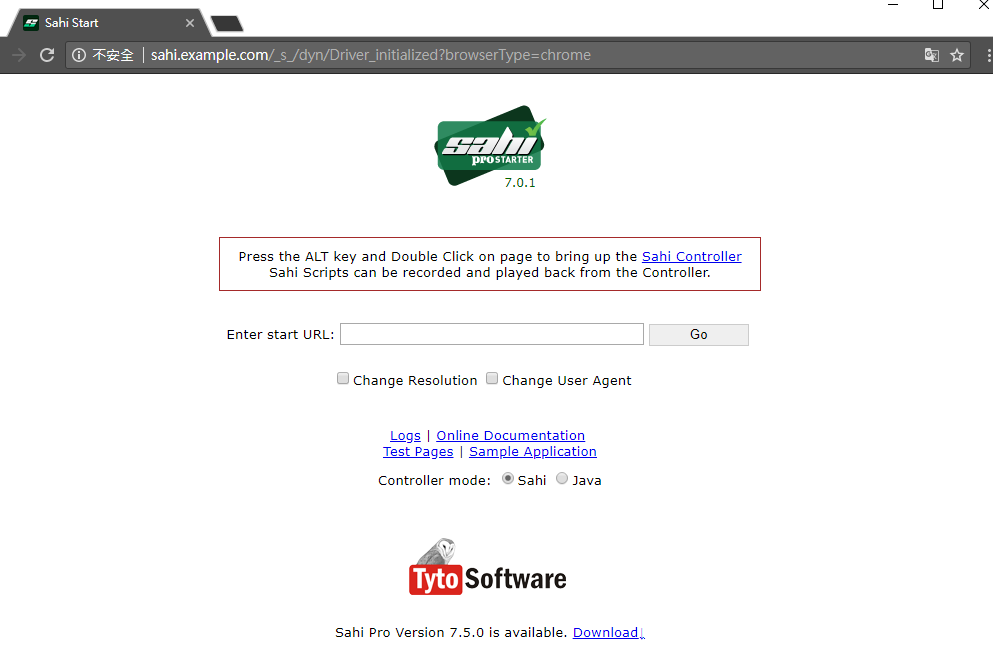 Sahi Start
不安全 sahi.example.com/_s_/dyn/Driver_initialized?browserType=chrome
sahi
pro STARTER
7.0.1
Press the ALT key and Double Click on page to bring up the Sahi Controller
Sahi Scripts can be recorded and played back from the Controller.
Enter start URL: Go
Change Resolution Change User Agent
Logs | Online Documentation
Test Pages | Sample Application
Controller mode: Sahi Java
Tyto Software
Sahi Pro Version 7.5.0 is available. Download↓